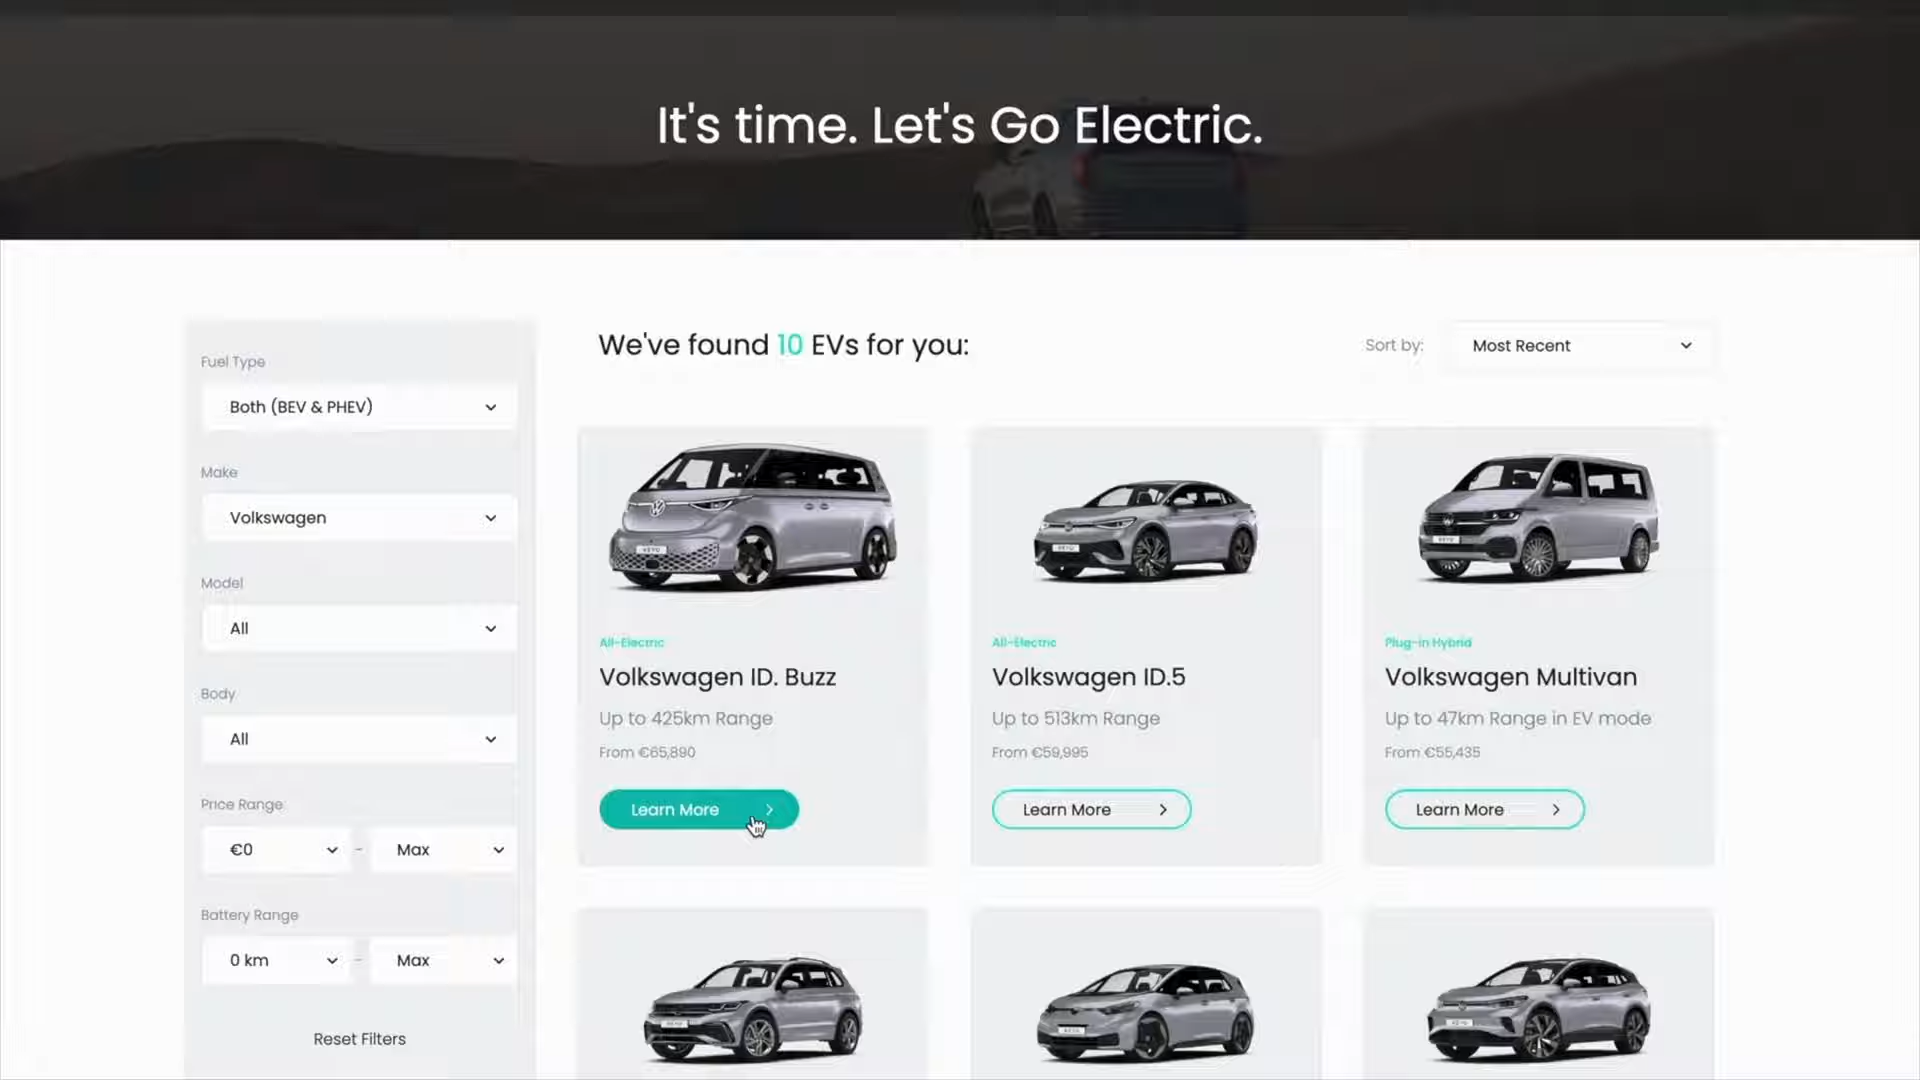 It's time. Let's Go Electric.
Fuel Type
Both (BEV & PHEV)
Make
Volkswagen
Model
All
Body
All
Price Range
€0 - Max
Battery Range
0 km - Max
Reset Filters
We've found 10 EVs for you:
Sort by: Most Recent
All-Electric
Volkswagen ID. Buzz
Up to 425km Range
From €65,890
Learn More
All-Electric
Volkswagen ID.5
Up to 513km Range
From €59,995
Learn More
Plug-in Hybrid
Volkswagen Multivan
Up to 47km Range in EV mode
From €55,435
Learn More